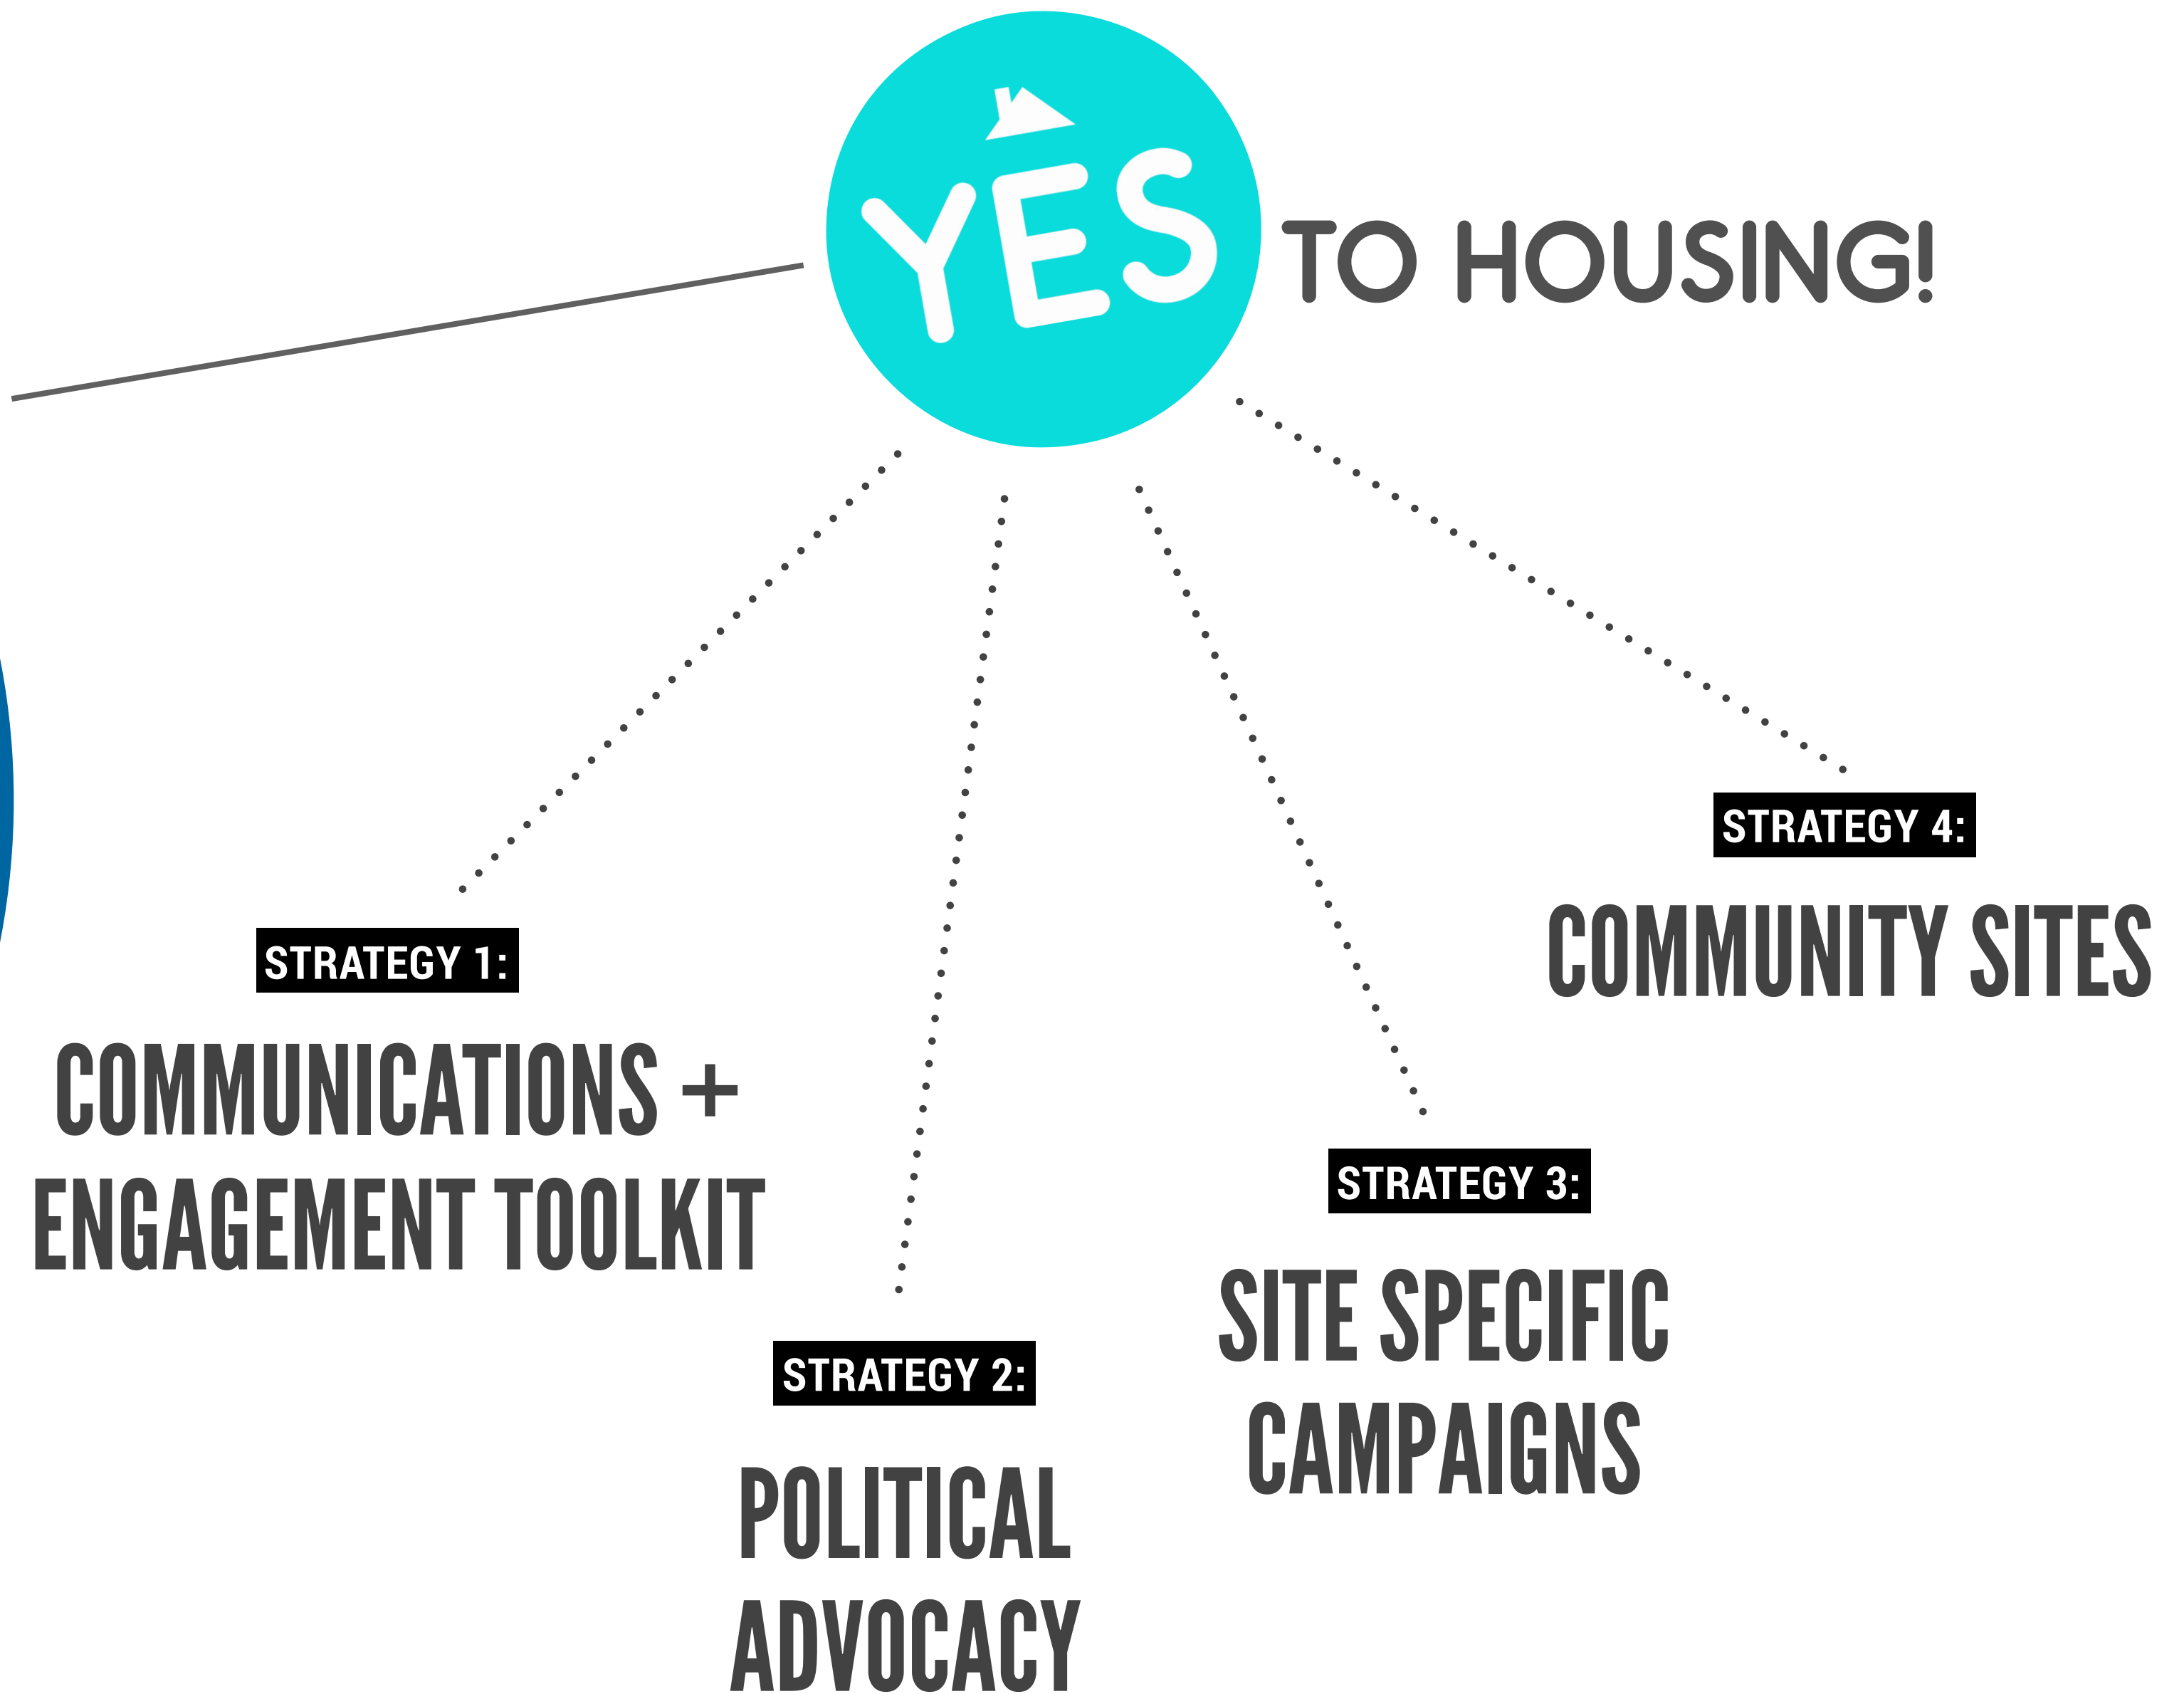 YES
TO HOUSING!
STRATEGY 1:
COMMUNICATIONS +
ENGAGEMENT TOOLKIT
STRATEGY 2:
POLITICAL
ADVOCACY
STRATEGY 3:
SITE SPECIFIC
CAMPAIGNS
STRATEGY 4:
COMMUNITY SITES